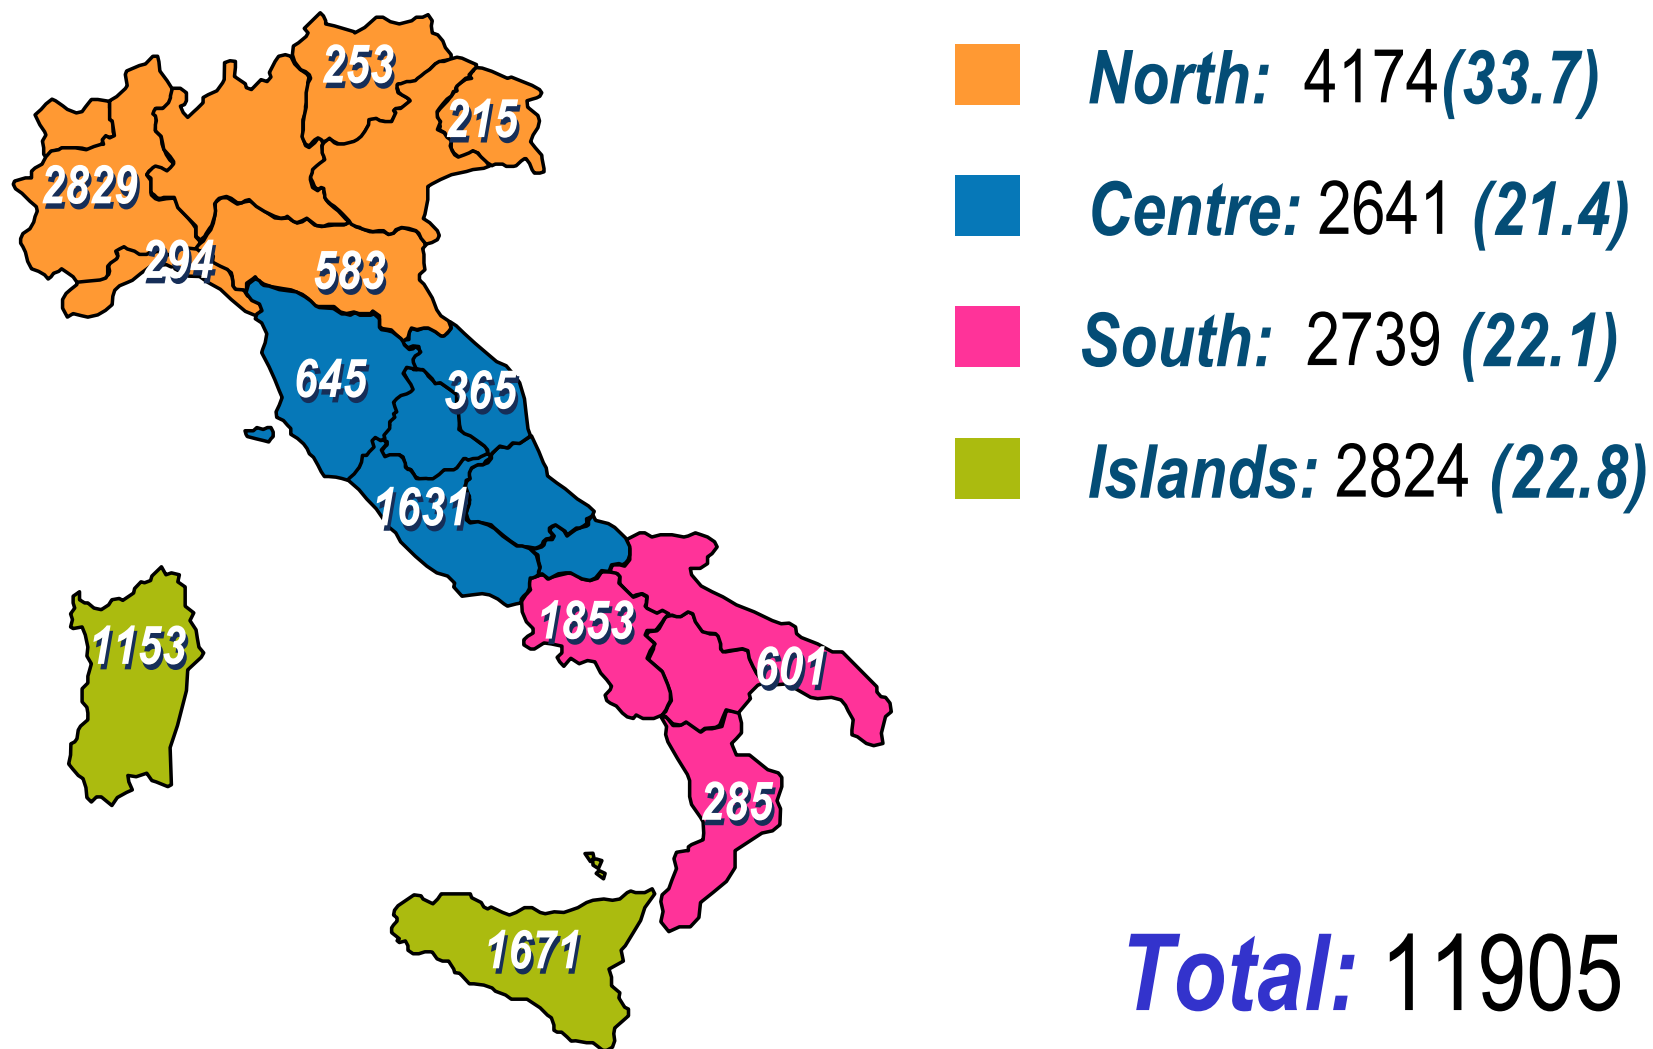 253
215
2829
294
583
645
365
1631
1153
1853
601
285
1671
North: 4174(33.7)
Centre: 2641 (21.4)
South: 2739 (22.1)
Islands: 2824 (22.8)
Total: 11905